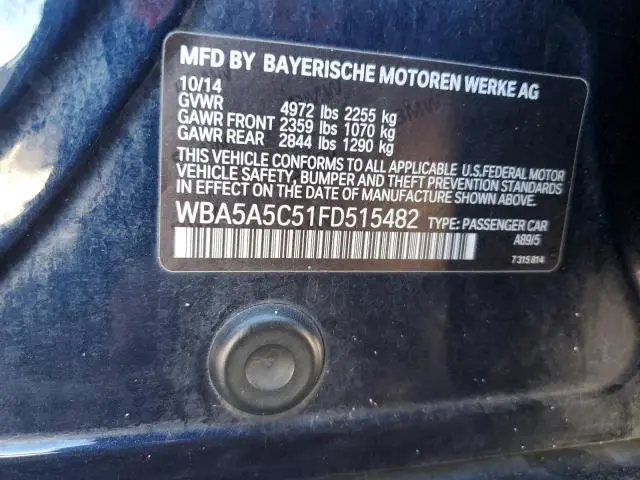 MFD BY BAYERISCHE MOTOREN WERKE AG
10/14
GVWR 4972 lbs 2255 kg
GAWR FRONT 2359 lbs 1070 kg
GAWR REAR 2844 lbs 1290 kg
THIS VEHICLE CONFORMS TO ALL APPLICABLE U.S.FEDERAL MOTOR
VEHICLE SAFETY, BUMPER AND THEFT PREVENTION STANDARDS
IN EFFECT ON THE DATE OF MANUFACTURE SHOWN ABOVE.
WBA5A5C51FD515482 TYPE: PASSENGER CAR
A89/5
7 315 814